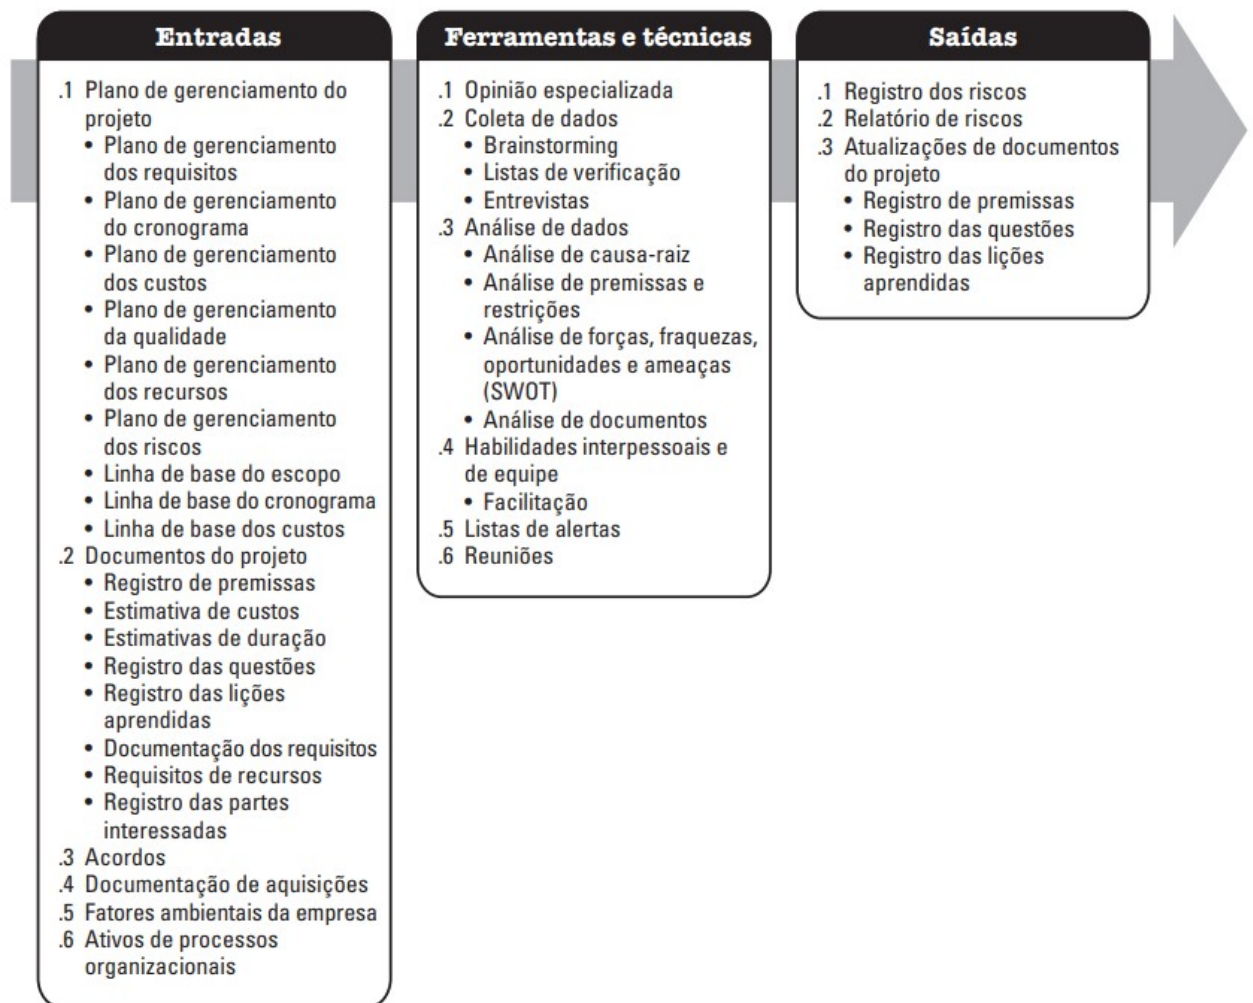 Entradas
.1 Plano de gerenciamento do
projeto
• Plano de gerenciamento
dos requisitos
• Plano de gerenciamento
do cronograma
• Plano de gerenciamento
dos custos
• Plano de gerenciamento
da qualidade
• Plano de gerenciamento
dos recursos
• Plano de gerenciamento
dos riscos
• Linha de base do escopo
• Linha de base do cronograma
• Linha de base dos custos
.2 Documentos do projeto
• Registro de premissas
• Estimativa de custos
• Estimativas de duração
• Registro das questões
• Registro das lições
aprendidas
• Documentação dos requisitos
• Requisitos de recursos
• Registro das partes
interessadas
.3 Acordos
.4 Documentação de aquisições
.5 Fatores ambientais da empresa
.6 Ativos de processos
organizacionais
Ferramentas e técnicas
.1 Opinião especializada
.2 Coleta de dados
• Brainstorming
• Listas de verificação
• Entrevistas
.3 Análise de dados
• Análise de causa-raiz
• Análise de premissas e
restrições
• Análise de forças, fraquezas,
oportunidades e ameaças
(SWOT)
• Análise de documentos
.4 Habilidades interpessoais e
de equipe
• Facilitação
.5 Listas de alertas
.6 Reuniões
Saídas
.1 Registro dos riscos
.2 Relatório de riscos
.3 Atualizações de documentos
do projeto
• Registro de premissas
• Registro das questões
• Registro das lições
aprendidas